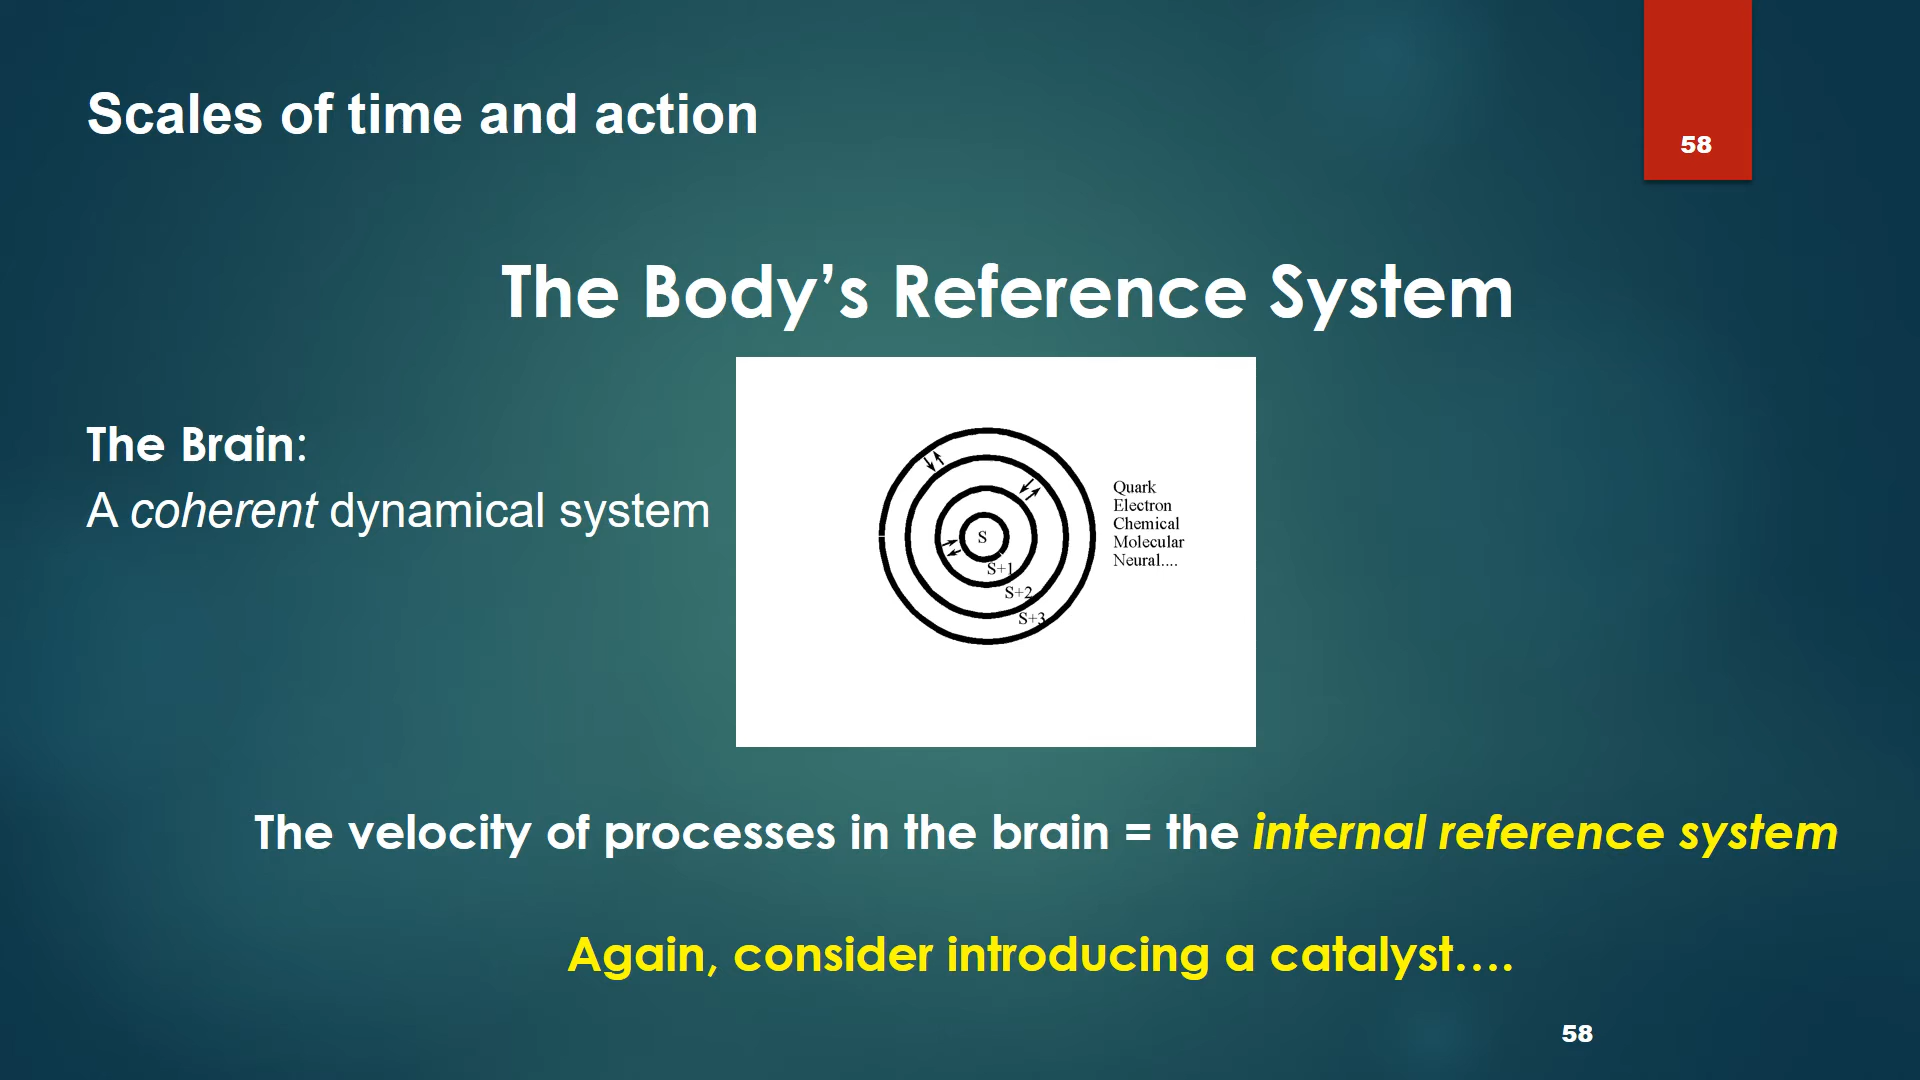 Scales of time and action
58
The Body’s Reference System
The Brain:
A coherent dynamical system
S
S+1
S+2
S+3
Quark
Electron
Chemical
Molecular
Neural....
The velocity of processes in the brain = the internal reference system
Again, consider introducing a catalyst….
58